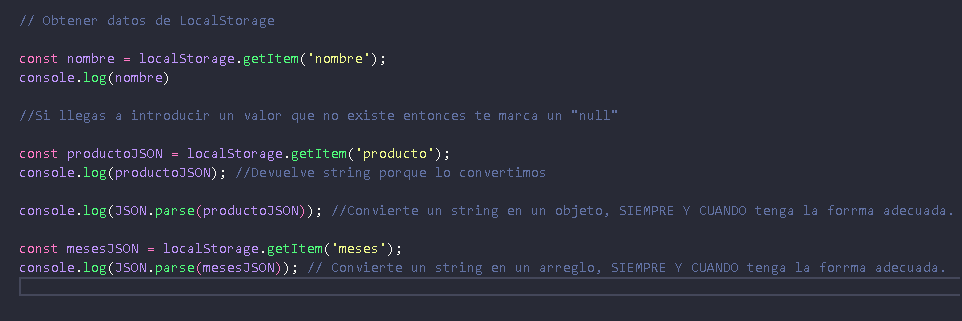 // Obtener datos de LocalStorage
const nombre = localStorage.getItem('nombre');
console.log(nombre)
//Si llegas a introducir un valor que no existe entonces te marca un "null"
const productoJSON = localStorage.getItem('producto');
console.log(productoJSON); //Devuelve string porque lo convertimos
console.log(JSON.parse(productoJSON)); //Convierte un string en un objeto, SIEMPRE Y CUANDO tenga la forrma adecuada.
const mesesJSON = localStorage.getItem('meses');
console.log(JSON.parse(mesesJSON)); // Convierte un string en un arreglo, SIEMPRE Y CUANDO tenga la forrma adecuada.